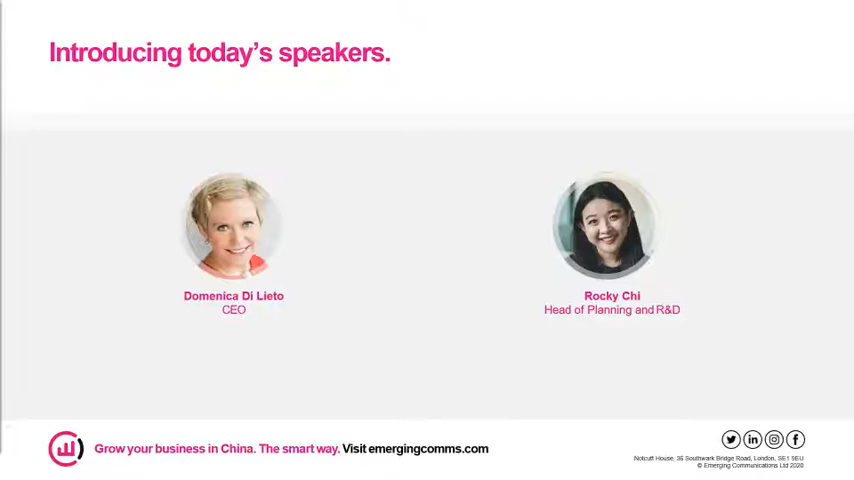 Introducing today's speakers.
Domenica Di Lieto
CEO
Rocky Chi
Head of Planning and R&D
Grow your business in China. The smart way. Visit emergingcomms.com
Notcutt House, 36 Southwark Bridge Road, London, SE1 9EU
© Emerging Communications Ltd 2020